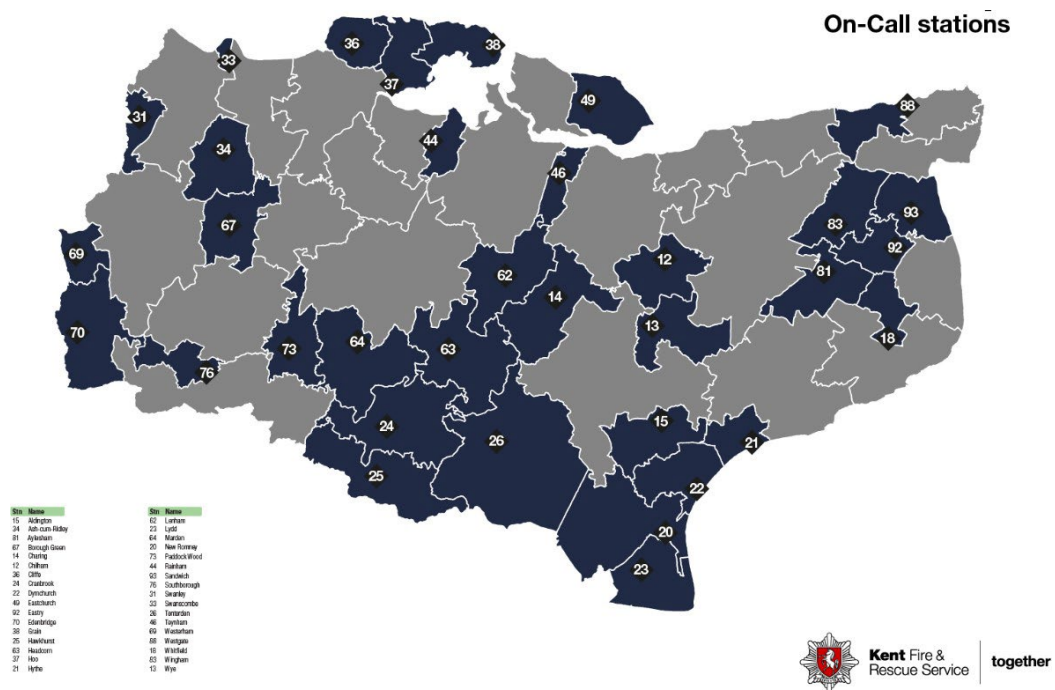 On-Call stations
36
38
33
37
49
88
31
44
34
46
93
83
67
92
69
12
81
62
14
13
70
18
64
63
73
76
15
24
26
21
25
22
20
23
Stn Name
15 Aldington
34 Ash-cum-Ridley
81 Aylesham
67 Borough Green
14 Charing
12 Chilham
36 Cliffe
24 Cranbrook
22 Dymchurch
49 Eastchurch
92 Eastry
70 Edenbridge
38 Grain
25 Hawkhurst
63 Headcorn
37 Hoo
21 Hythe
Stn Name
62 Lenham
23 Lydd
64 Marden
20 New Romney
73 Paddock Wood
44 Rainham
93 Sandwich
76 Southborough
31 Swanley
33 Swanscombe
26 Tenterden
46 Teynham
69 Westerham
88 Westgate
18 Whitfield
83 Wingham
13 Wye
Kent Fire &
Rescue Service
together